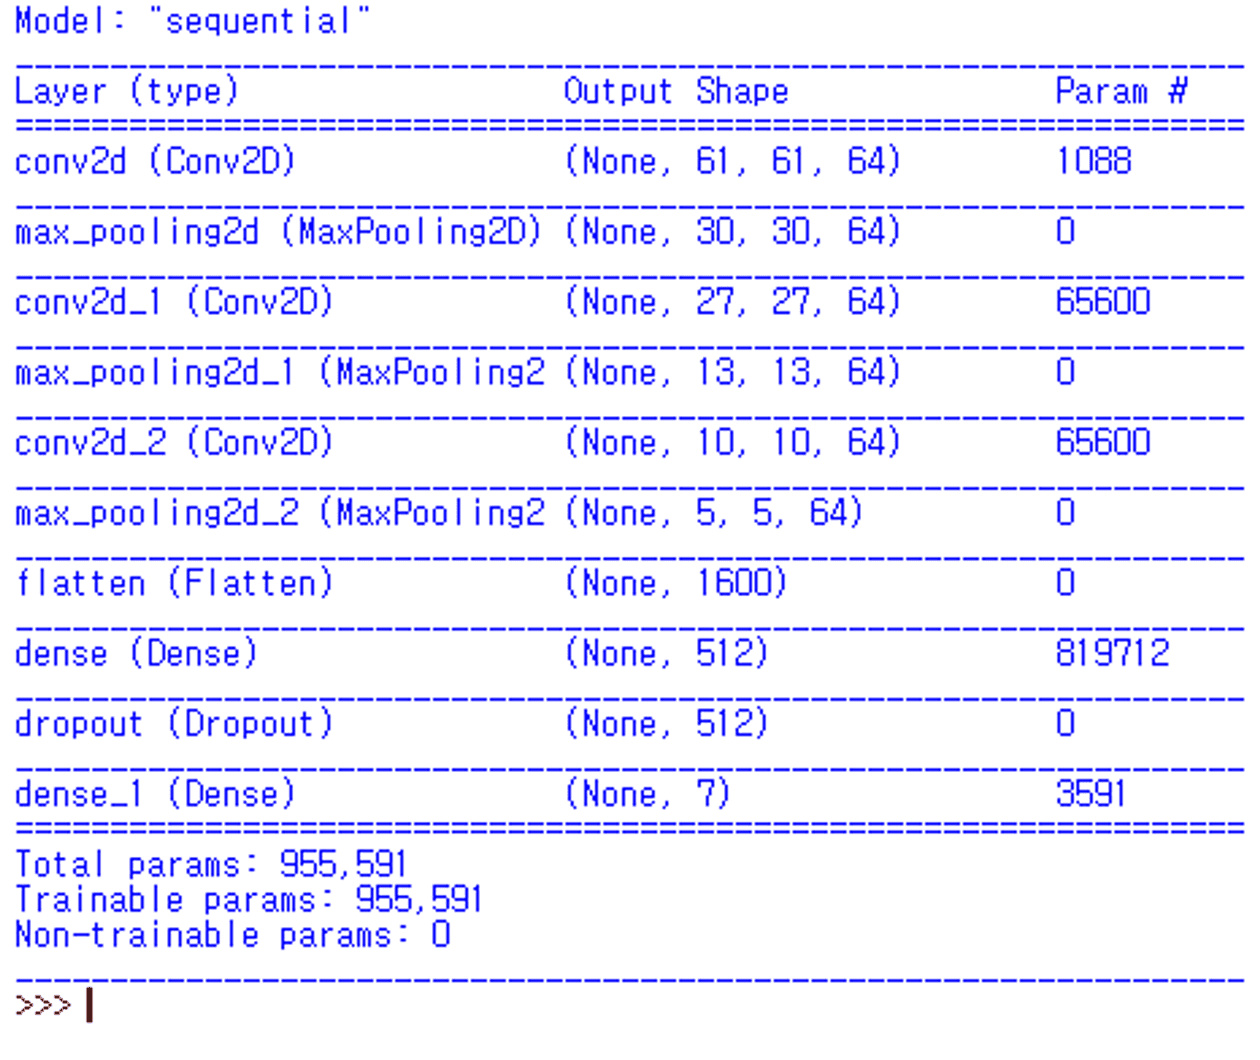 Model: "sequential"
Layer (type) Output Shape Param #
conv2d (Conv2D) (None, 61, 61, 64) 1088
max_pooling2d (MaxPooling2D) (None, 30, 30, 64) 0
conv2d_1 (Conv2D) (None, 27, 27, 64) 65600
max_pooling2d_1 (MaxPooling2 (None, 13, 13, 64) 0
conv2d_2 (Conv2D) (None, 10, 10, 64) 65600
max_pooling2d_2 (MaxPooling2 (None, 5, 5, 64) 0
flatten (Flatten) (None, 1600) 0
dense (Dense) (None, 512) 819712
dropout (Dropout) (None, 512) 0
dense_1 (Dense) (None, 7) 3591
Total params: 955,591
Trainable params: 955,591
Non-trainable params: 0
>>>